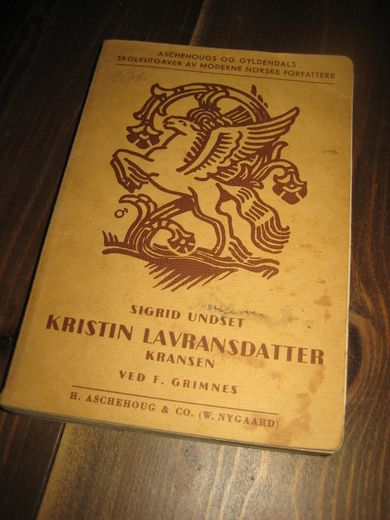 ASCHEHOUGS OG GYLDENDALS
SKOLEUTGAVER AV MODERNE NORSKE FORFATTERE
SIGRID UNDSET
KRISTIN LAVRANSDATTER
KRANSEN
VED F. GRIMNES
H. ASCHEHOUG & CO. (W. NYGAARD)